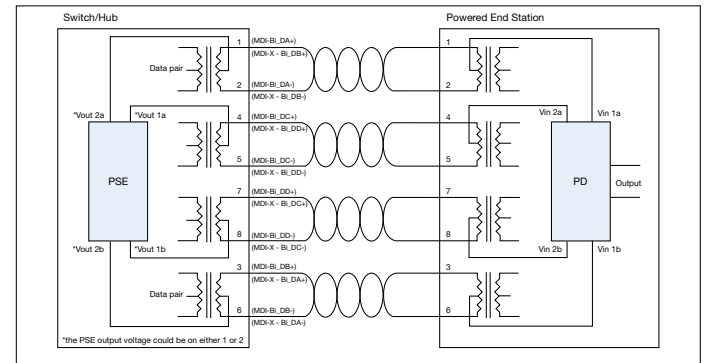 Switch/Hub
Powered End Station
1 (MDI-Bi_DA+) 1
(MDI-X - Bi_DB+)
Data pair
2 (MDI-Bi_DA-) 2
(MDI-X - Bi_DB-)
*Vout 2a *Vout 1a
4 (MDI-Bi_DC+) 4
(MDI-X - Bi_DD+)
Vin 2a Vin 1a
5 (MDI-Bi_DC-) 5
(MDI-X - Bi_DD-)
PSE
PD
Output
7 (MDI-Bi_DD+) 7
(MDI-X - Bi_DC+)
8 (MDI-Bi_DD-) 8
(MDI-X - Bi_DC-)
*Vout 2b *Vout 1b
Vin 2b Vin 1b
3 (MDI-Bi_DB+) 3
(MDI-X - Bi_DA+)
Data pair
6 (MDI-Bi_DB-) 6
(MDI-X - Bi_DA-)
*the PSE output voltage could be on either 1 or 2